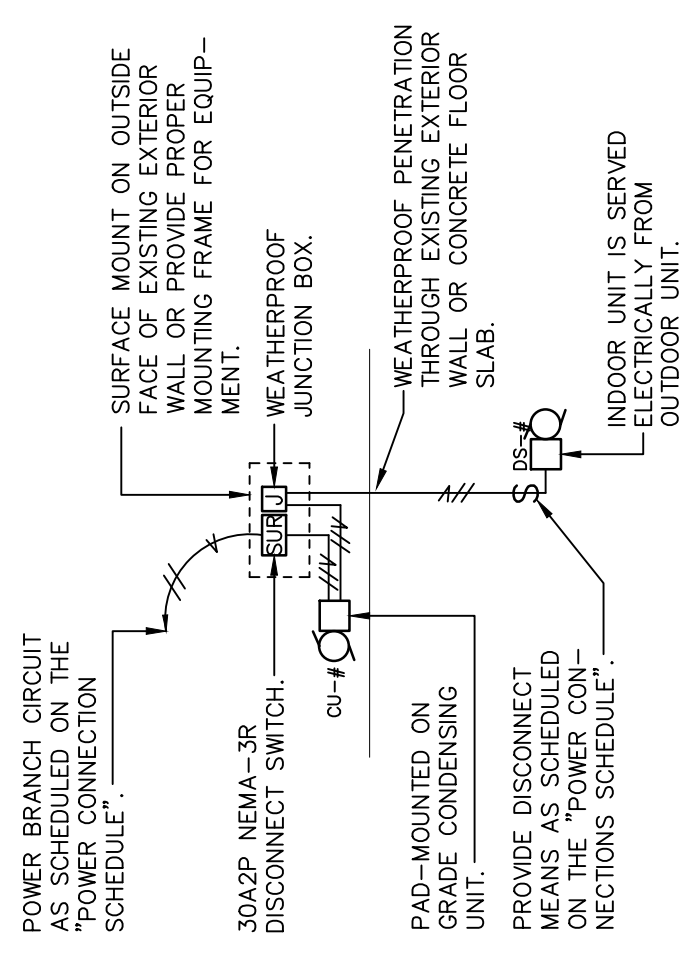 POWER BRANCH CIRCUIT
AS SCHEDULED ON THE
"POWER CONNECTION
SCHEDULE".
SURFACE MOUNT ON OUTSIDE
FACE OF EXISTING EXTERIOR
WALL OR PROVIDE PROPER
MOUNTING FRAME FOR EQUIP-
MENT.
30A2P NEMA-3R
DISCONNECT SWITCH.
SUR
J
WEATHERPROOF
JUNCTION BOX.
CU-#
WEATHERPROOF PENETRATION
THROUGH EXISTING EXTERIOR
WALL OR CONCRETE FLOOR
SLAB.
PAD-MOUNTED ON
GRADE CONDENSING
UNIT.
S
DS-#
PROVIDE DISCONNECT
MEANS AS SCHEDULED
ON THE "POWER CON-
NECTIONS SCHEDULE".
INDOOR UNIT IS SERVED
ELECTRICALLY FROM
OUTDOOR UNIT.